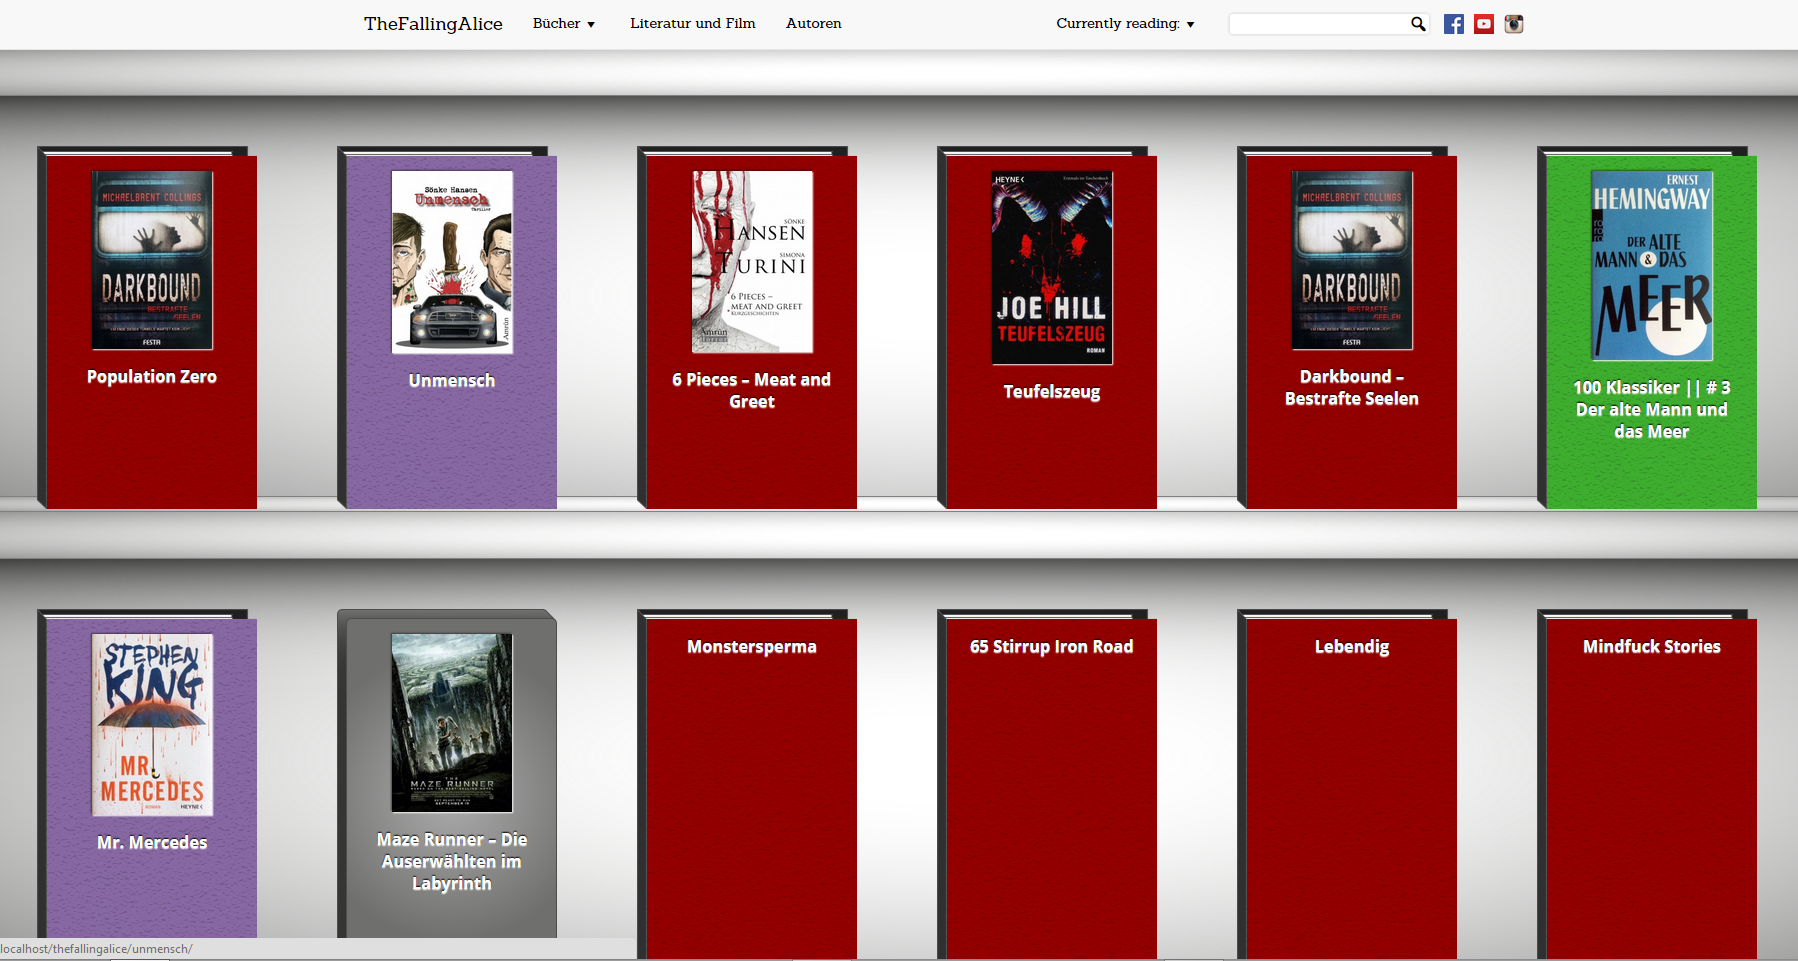 TheFallingAlice Bücher Literatur und Film Autoren Currently reading:
MICHAELBRENT COLLINGS
DARKBOUND
BESTRAFTE
SEELEN
FESTA
Population Zero
Sönke Hansen
Unmensch
Thriller
Amrûn
Unmensch
SÖNKE
HANSEN
SIMONA
TURINI
6 PIECES –
MEAT AND GREET
KURZGESCHICHTEN
Amrûn
Horror
6 Pieces – Meat and
Greet
HEYNE
JOE HILL
TEUFELSZEUG
ROMAN
Teufelszeug
MICHAELBRENT COLLINGS
DARKBOUND
BESTRAFTE
SEELEN
FESTA
Darkbound –
Bestrafte Seelen
ERNEST
HEMINGWAY
rororo
DER ALTE
MANN & DAS
MEER
100 Klassiker || # 3
Der alte Mann und
das Meer
STEPHEN
KING
MR.
MERCEDES
ROMAN
HEYNE
Mr. Mercedes
THE
MAZE RUNNER
SEPTEMBER 19
Maze Runner – Die
Auserwählten im
Labyrinth
Monstersperma
65 Stirrup Iron Road
Lebendig
Mindfuck Stories
localhost/thefallingalice/unmensch/